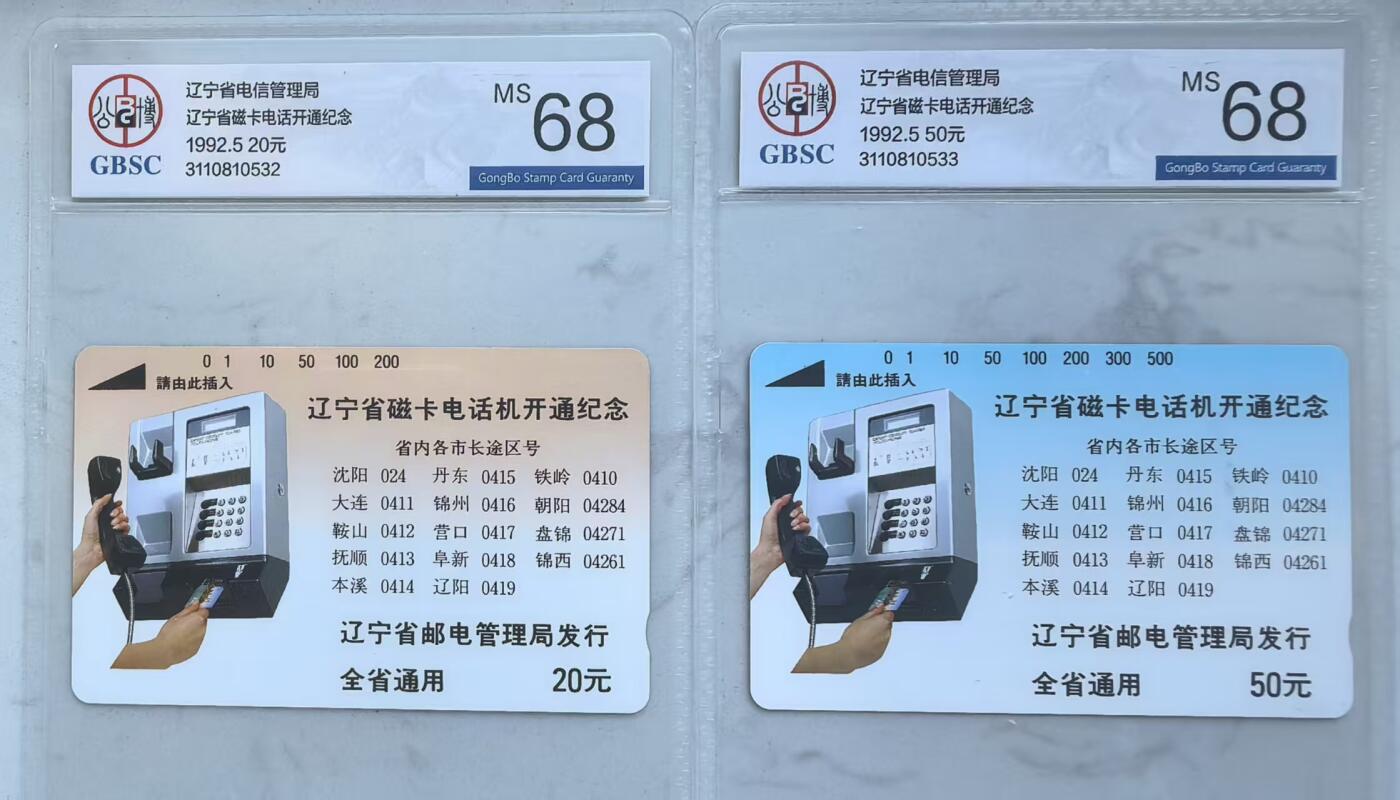 辽宁省电信管理局
辽宁省磁卡电话开通纪念
1992.5 20元
3110810532
GBSC
MS 68
GongBo Stamp Card Guaranty
0 1 10 50 100 200
請由此插入
辽宁省磁卡电话机开通纪念
省内各市长途区号
沈阳 024 丹东 0415 铁岭 0410
大连 0411 锦州 0416 朝阳 04284
鞍山 0412 营口 0417 盘锦 04271
抚顺 0413 阜新 0418 锦西 04261
本溪 0414 辽阳 0419
辽宁省邮电管理局发行
全省通用 20元
辽宁省电信管理局
辽宁省磁卡电话开通纪念
1992.5 50元
3110810533
GBSC
MS 68
GongBo Stamp Card Guaranty
0 1 10 50 100 200 300 500
請由此插入
辽宁省磁卡电话机开通纪念
省内各市长途区号
沈阳 024 丹东 0415 铁岭 0410
大连 0411 锦州 0416 朝阳 04284
鞍山 0412 营口 0417 盘锦 04271
抚顺 0413 阜新 0418 锦西 04261
本溪 0414 辽阳 0419
辽宁省邮电管理局发行
全省通用 50元